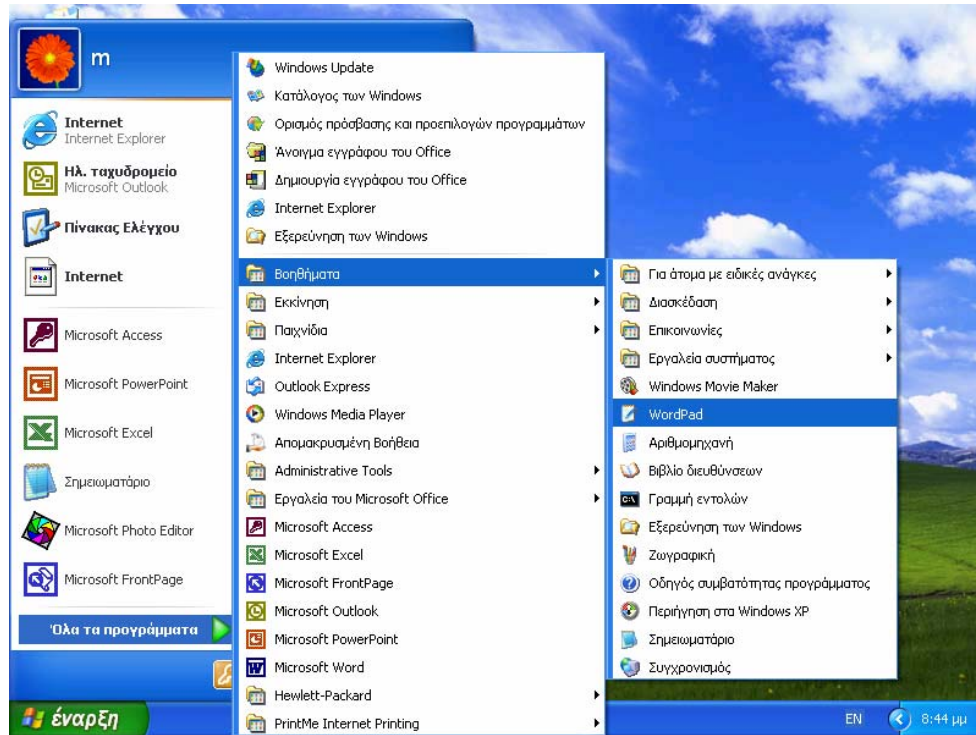 m
Internet
Internet Explorer
Ηλ. ταχυδρομείο
Microsoft Outlook
Πίνακας Ελέγχου
Internet
Microsoft Access
Microsoft PowerPoint
Microsoft Excel
Σημειωματάριο
Microsoft Photo Editor
Microsoft FrontPage
Όλα τα προγράμματα
Windows Update
Κατάλογος των Windows
Ορισμός πρόσβασης και προεπιλογών προγραμμάτων
Άνοιγμα εγγράφου του Office
Δημιουργία εγγράφου του Office
Internet Explorer
Εξερεύνηση των Windows
Βοηθήματα
Εκκίνηση
Παιχνίδια
Internet Explorer
Outlook Express
Windows Media Player
Απομακρυσμένη Βοήθεια
Administrative Tools
Εργαλεία του Microsoft Office
Microsoft Access
Microsoft Excel
Microsoft FrontPage
Microsoft Outlook
Microsoft PowerPoint
Microsoft Word
Hewlett-Packard
PrintMe Internet Printing
Για άτομα με ειδικές ανάγκες
Διασκέδαση
Επικοινωνίες
Εργαλεία συστήματος
Windows Movie Maker
WordPad
Αριθμομηχανή
Βιβλίο διευθύνσεων
Γραμμή εντολών
Εξερεύνηση των Windows
Ζωγραφική
Οδηγός συμβατότητας προγράμματος
Περιήγηση στα Windows XP
Σημειωματάριο
Συγχρονισμός
έναρξη
EN
8:44 μμ